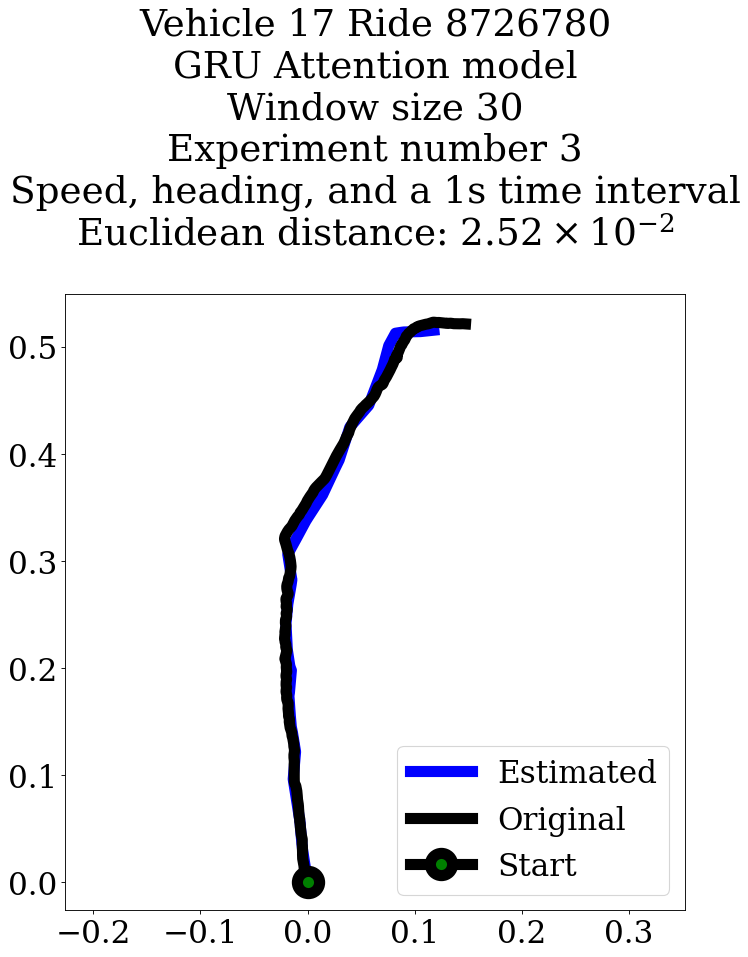 Vehicle 17 Ride 8726780
GRU Attention model
Window size 30
Experiment number 3
Speed, heading, and a 1s time interval
Euclidean distance: 2.52 × 10⁻²
0.5
0.4
0.3
0.2
0.1
0.0
−0.2 −0.1 0.0 0.1 0.2 0.3
Estimated
Original
Start